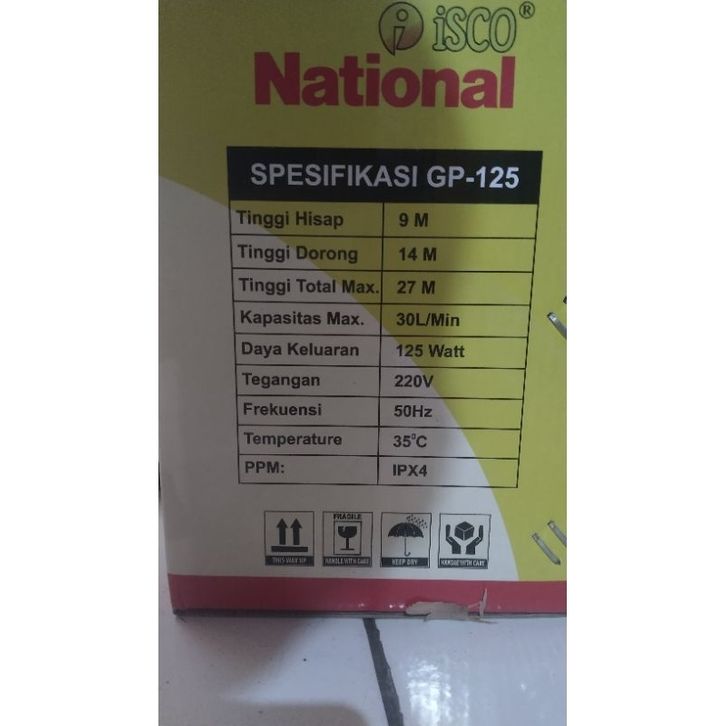 iSCO®
National
SPESIFIKASI GP-125
Tinggi Hisap 9 M
Tinggi Dorong 14 M
Tinggi Total Max. 27 M
Kapasitas Max. 30L/Min
Daya Keluaran 125 Watt
Tegangan 220V
Frekuensi 50Hz
Temperature 35°C
PPM: IPX4
FRAGILE
THIS WAY UP HANDLE WITH CARE KEEP DRY HANDLE WITH CARE